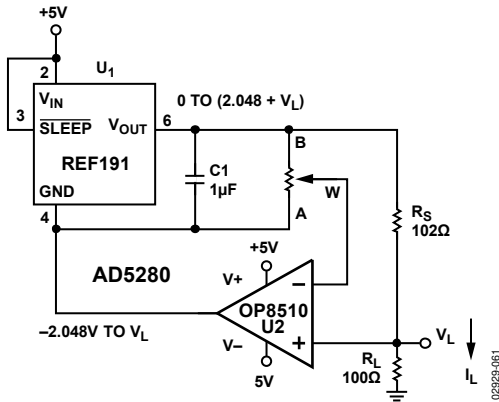 +5V
U1
2
VIN
3
SLEEP
VOUT
6
0 TO (2.048 + VL)
REF191
GND
4
C1
1µF
B
W
A
RS
102Ω
AD5280
+5V
V+
−
OP8510
U2
+
V–
5V
–2.048V TO VL
VL
RL
100Ω
IL
02929-061